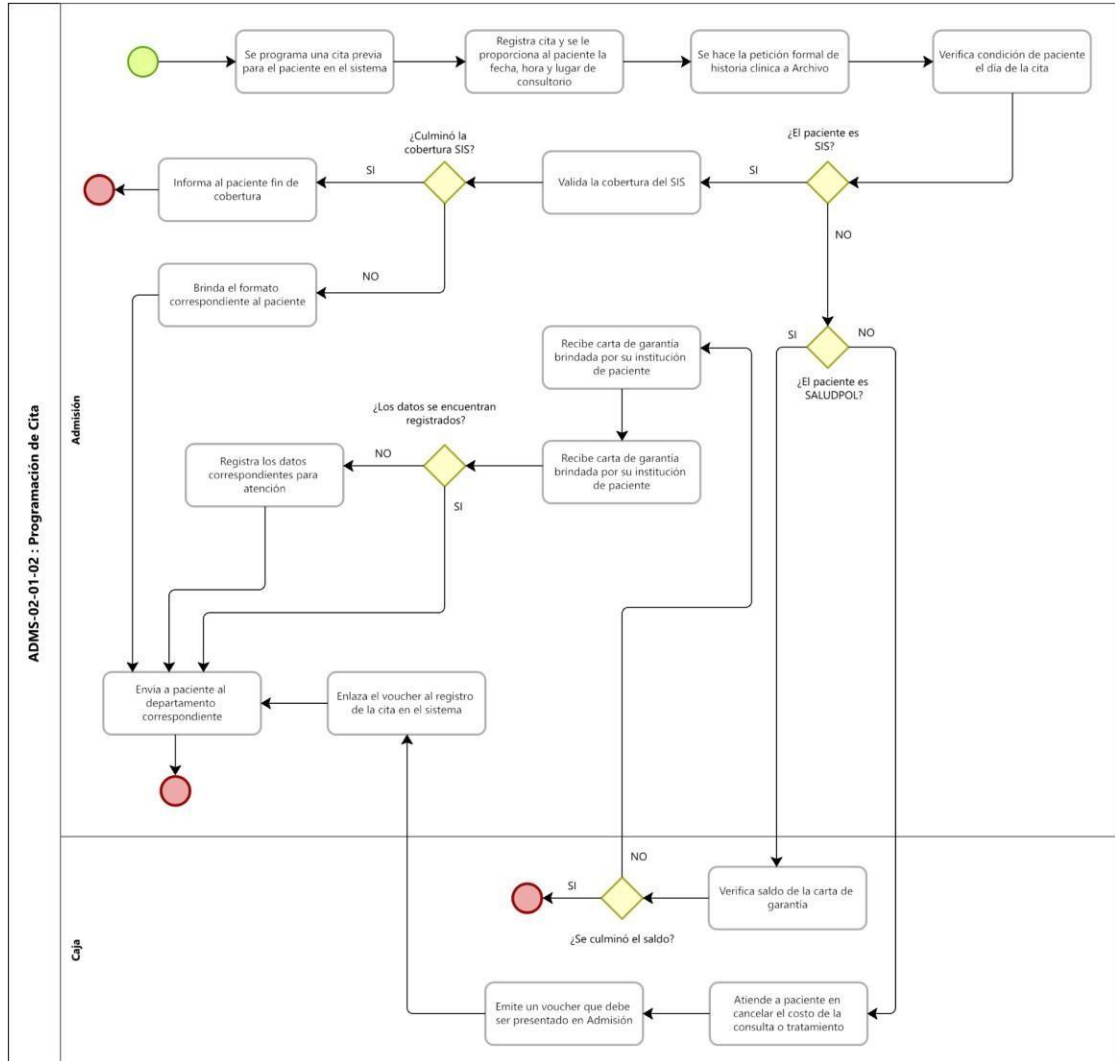 ADMS-02-01-02 : Programación de Cita
Admisión
Se programa una cita previa
para el paciente en el sistema
Registra cita y se le
proporciona al paciente la
fecha, hora y lugar de
consultorio
Se hace la petición formal de
historia clínica a Archivo
Verifica condición de paciente
el día de la cita
¿El paciente es
SIS?
SI
NO
Valida la cobertura del SIS
¿Culminó la
cobertura SIS?
SI
NO
Informa al paciente fin de
cobertura
Brinda el formato
correspondiente al paciente
SI
NO
¿El paciente es
SALUDPOL?
Recibe carta de garantía
brindada por su institución
de paciente
Recibe carta de garantía
brindada por su institución
de paciente
¿Los datos se encuentran
registrados?
NO
SI
Registra los datos
correspondientes para
atención
Envía a paciente al
departamento
correspondiente
Enlaza el voucher al registro
de la cita en el sistema
Caja
Verifica saldo de la carta de
garantía
NO
SI
¿Se culminó el saldo?
Atiende a paciente en
cancelar el costo de la
consulta o tratamiento
Emite un voucher que debe
ser presentado en Admisión